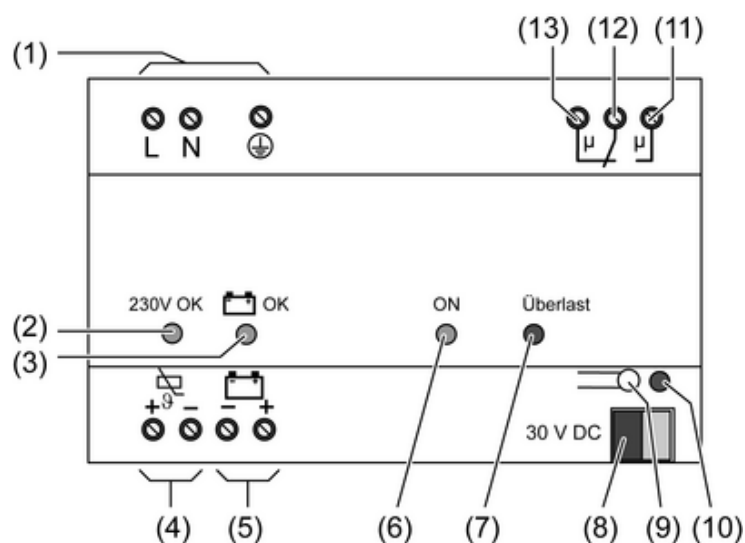 (13) (12) (11)
(1)
L N
μ μ
230V OK OK ON Überlast
(2)
(3)
ϑ
+ − − +
30 V DC
(4) (5) (6) (7) (8) (9) (10)